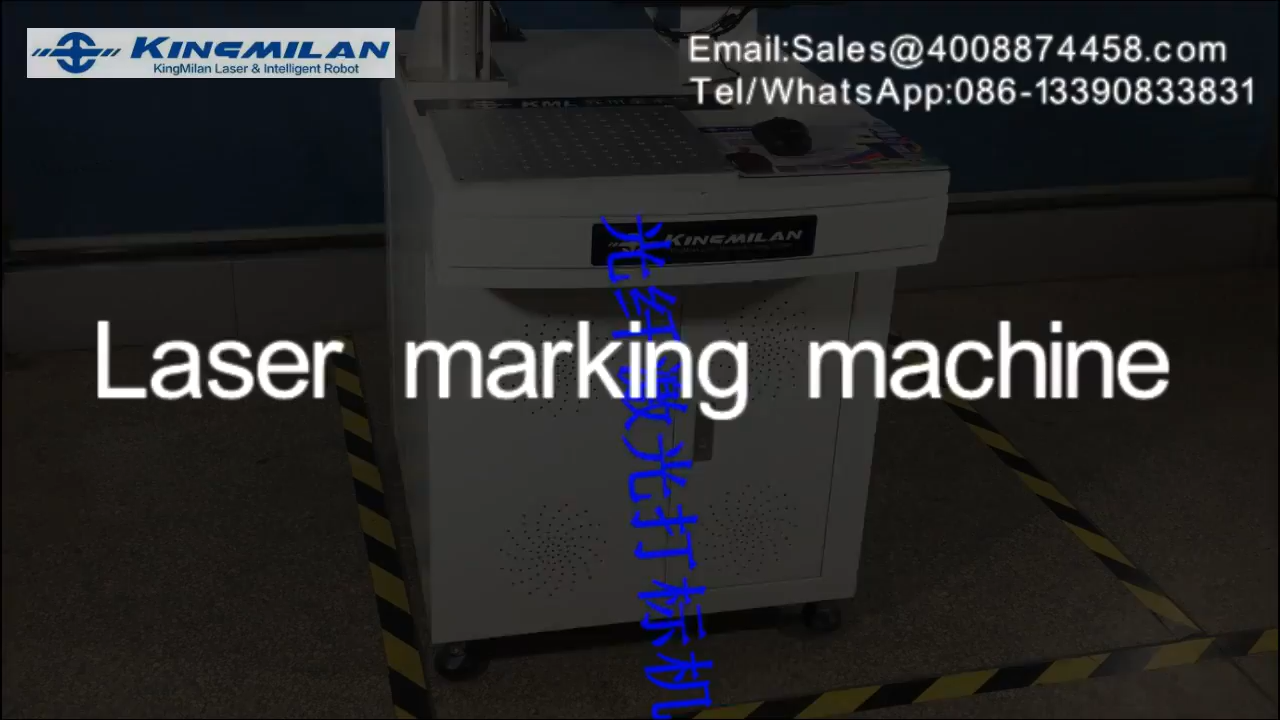 KINGMILAN
KingMilan Laser & Intelligent Robot
Email:Sales@4008874458.com
Tel/WhatsApp:086-13390833831
KML
KINGMILAN
Laser marking machine
光纤激光打标机